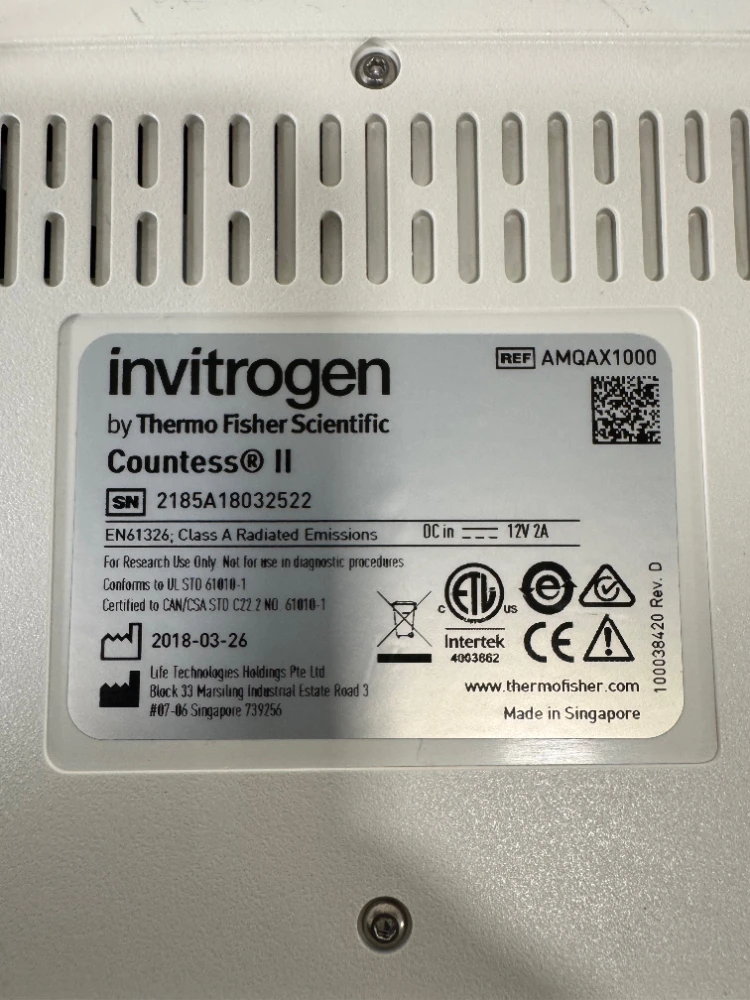 invitrogen
by Thermo Fisher Scientific
Countess® II
REF AMQAX1000
SN 2185A18032522
EN61326; Class A Radiated Emissions
DC in 12V 2A
For Research Use Only Not for use in diagnostic procedures
Conforms to UL STD 61010-1
Certified to CAN/CSA STD C22 2 NO 61010-1
2018-03-26
Life Technologies Holdings Pte Ltd
Block 33 Marsiling Industrial Estate Road 3
#07-06 Singapore 739256
c ETL us
Intertek
4003862
e
CE
www.thermofisher.com
Made in Singapore
100038420 Rev. D